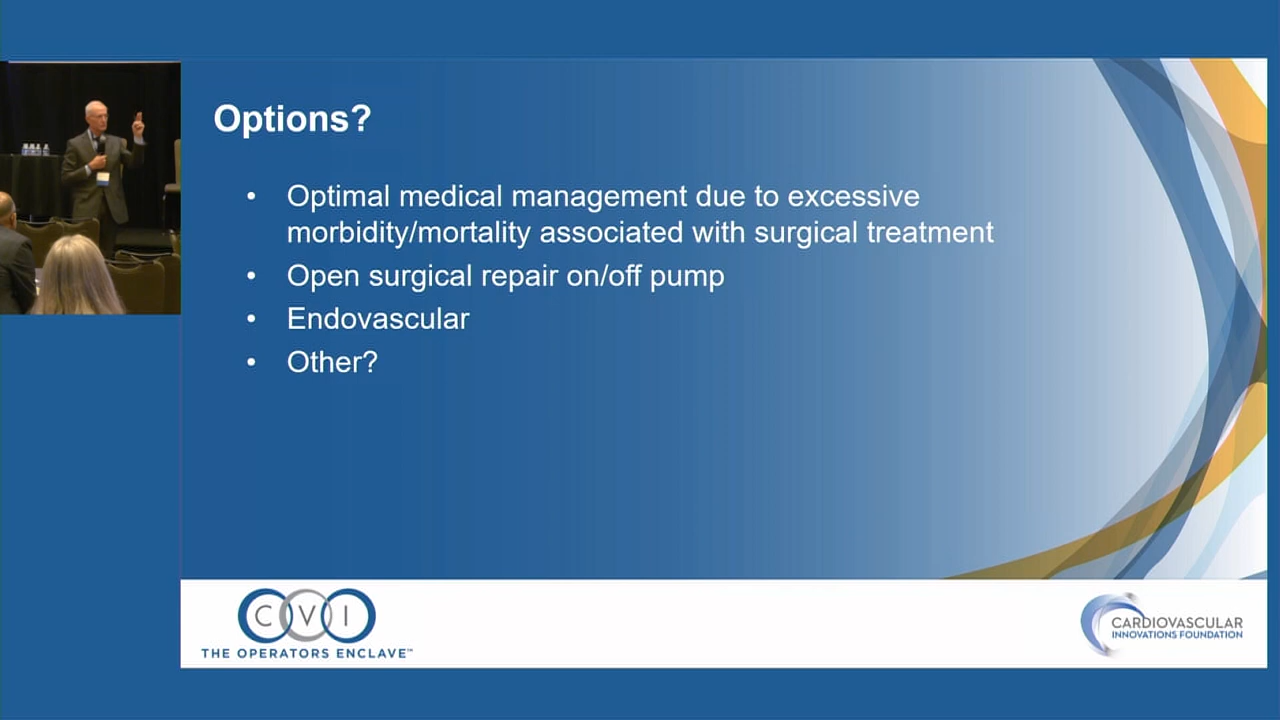 Options?
• Optimal medical management due to excessive
morbidity/mortality associated with surgical treatment
• Open surgical repair on/off pump
• Endovascular
• Other?
CVI
THE OPERATORS ENCLAVE™
CARDIOVASCULAR
INNOVATIONS FOUNDATION